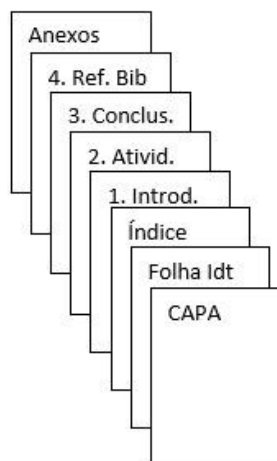 Anexos
4. Ref. Bib
3. Conclus.
2. Ativid.
1. Introd.
Índice
Folha Idt
CAPA